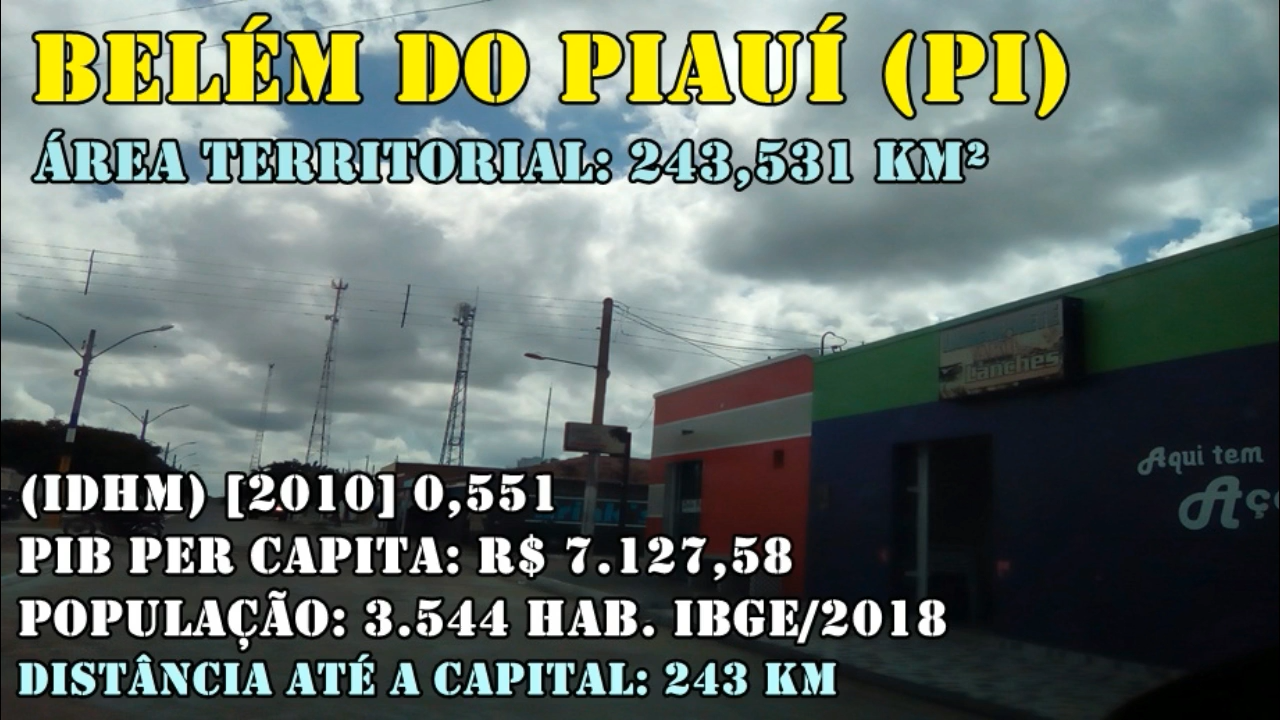 BELÉM DO PIAUÍ (PI)
ÁREA TERRITORIAL: 243,531 KM²
Lanches
Aqui tem
(IDHM) [2010] 0,551
PIB PER CAPITA: R$ 7.127,58
POPULAÇÃO: 3.544 HAB. IBGE/2018
DISTÂNCIA ATÉ A CAPITAL: 243 KM